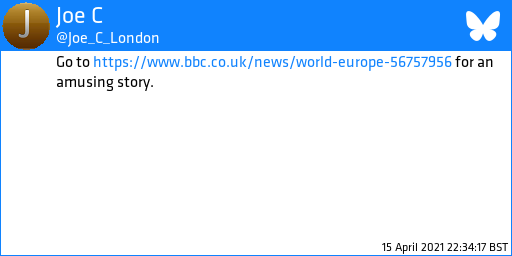 J
Joe C
@Joe_C_London
Go to https://www.bbc.co.uk/news/world-europe-56757956 for an
amusing story.
15 April 2021 22:34:17 BST